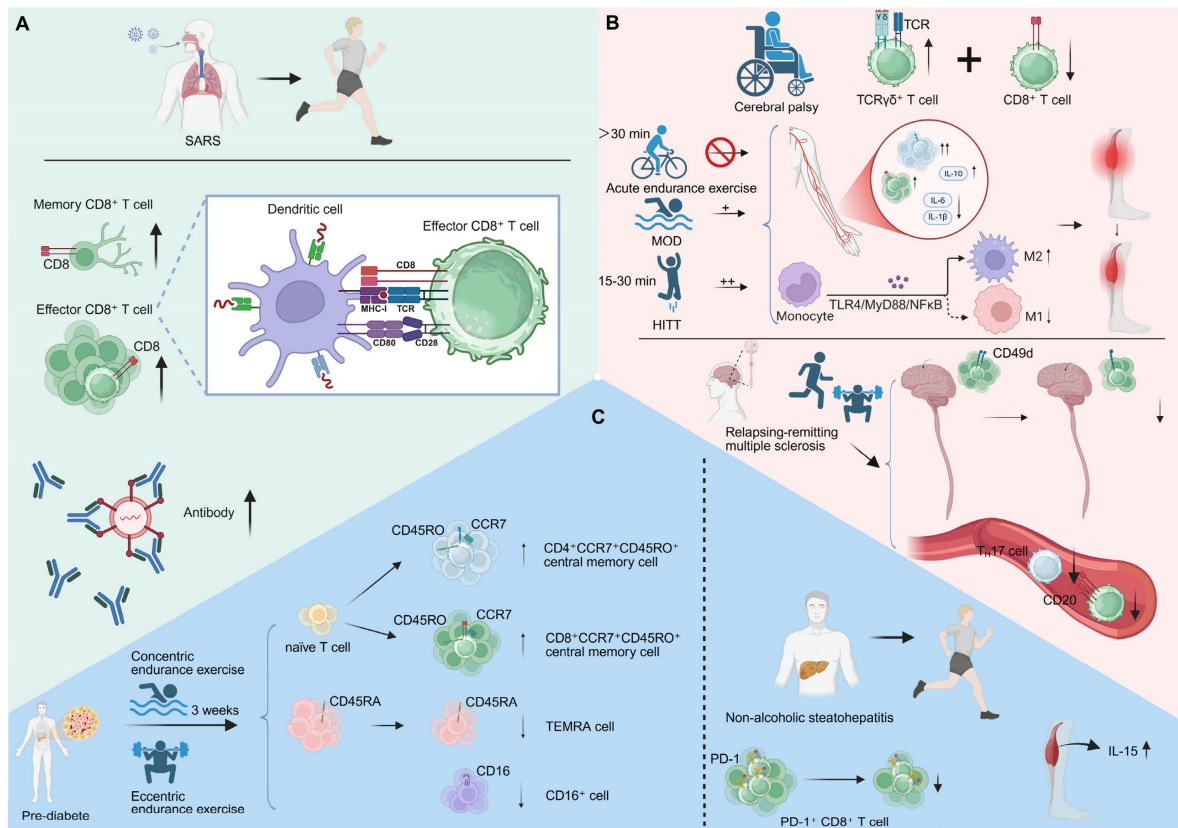 A
SARS
Memory CD8⁺ T cell
CD8
Effector CD8⁺ T cell
CD8
Dendritic cell
Effector CD8⁺ T cell
CD8
MHC-I
TCR
CD80
CD28
Antibody
B
Cerebral palsy
γ δ
TCR
TCRγδ⁺ T cell
+
CD8⁺ T cell
>30 min
Acute endurance exercise
+
MOD
15-30 min
++
HITT
IL-10
IL-6
IL-1β
Monocyte
TLR4/MyD88/NFκB
M2
M1
Relapsing-remitting
multiple sclerosis
CD49d
TH17 cell
CD20
C
Pre-diabete
Concentric
endurance exercise
3 weeks
Eccentric
endurance exercise
naïve T cell
CD45RO
CCR7
CD4⁺CCR7⁺CD45RO⁺
central memory cell
CD45RO
CCR7
CD8⁺CCR7⁺CD45RO⁺
central memory cell
CD45RA
CD45RA
TEMRA cell
CD16
CD16⁺ cell
Non-alcoholic steatohepatitis
PD-1
PD-1⁺ CD8⁺ T cell
IL-15